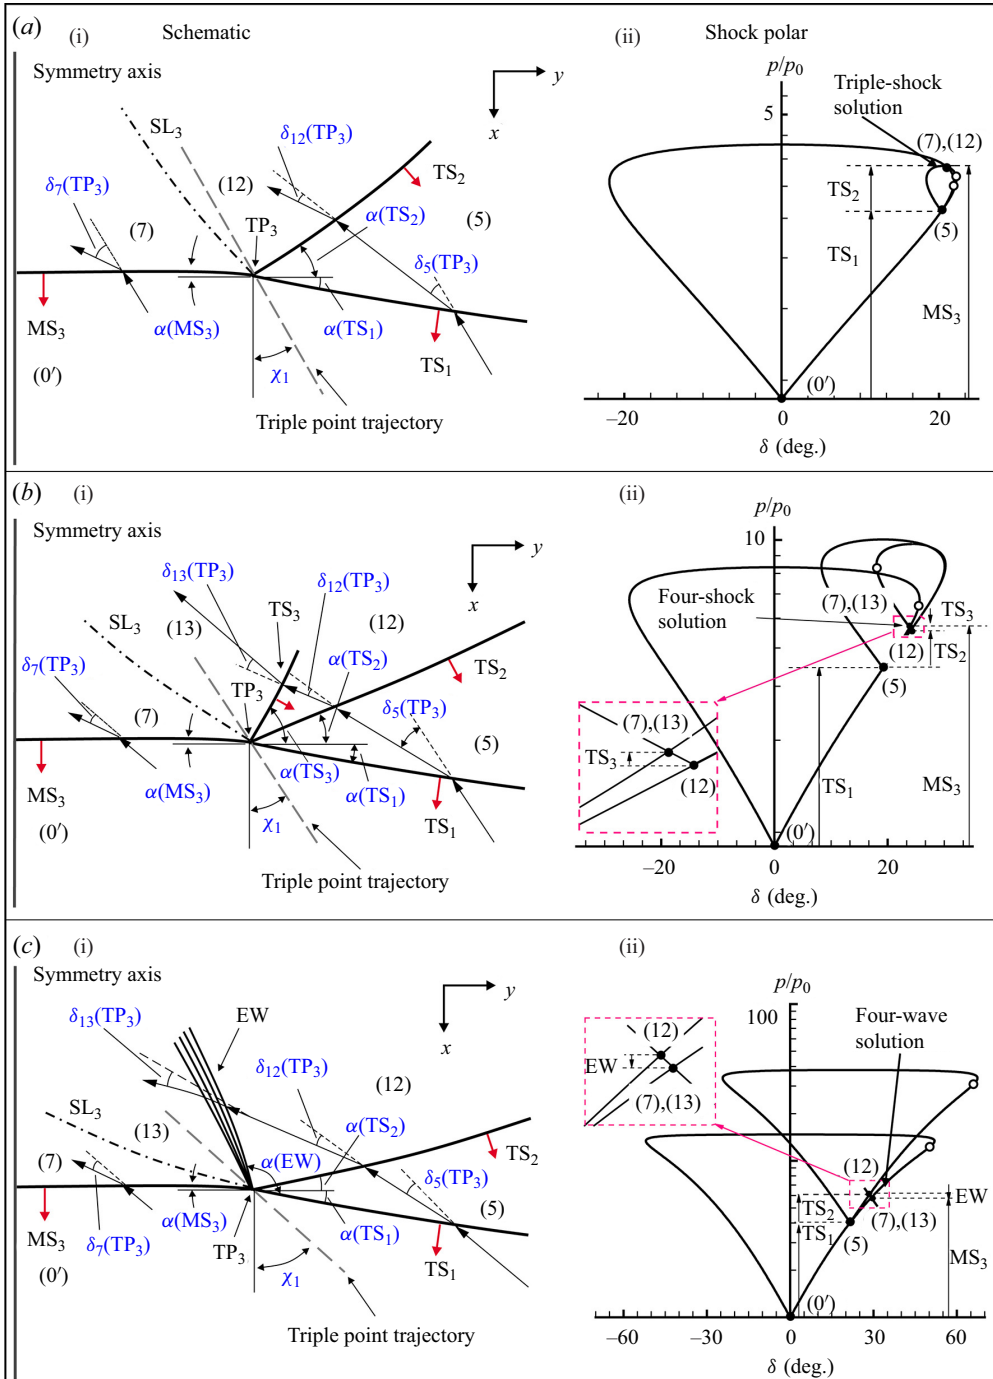 (a)
(i)
Schematic
(ii)
Shock polar
Symmetry axis
y
x
SL3
δ12(TP3)
TS2
δ7(TP3)
(12)
(7)
TP3
α(TS2)
(5)
δ5(TP3)
MS3
α(MS3)
α(TS1)
TS1
(0′)
χ1
Triple point trajectory
p/p0
5
Triple-shock
solution
(7),(12)
TS2
(5)
TS1
MS3
(0′)
−20
0
20
δ (deg.)
(b)
(i)
(ii)
Symmetry axis
y
x
δ13(TP3)
δ12(TP3)
TS3
(12)
(13)
SL3
δ7(TP3)
α(TS2)
TS2
TP3
(7)
δ5(TP3)
(5)
α(TS3)
α(MS3)
α(TS1)
MS3
TS1
(0′)
χ1
Triple point trajectory
p/p0
10
(7),(13)
Four-shock
solution
TS3
(12)
TS2
(5)
(7),(13)
TS3
(12)
TS1
MS3
(0′)
−20
0
20
δ (deg.)
(c)
(i)
(ii)
Symmetry axis
y
x
δ13(TP3)
EW
δ12(TP3)
(12)
SL3
(13)
α(TS2)
TS2
(7)
α(EW)
δ5(TP3)
α(MS3)
(5)
MS3
δ7(TP3)
TP3
α(TS1)
TS1
(0′)
χ1
Triple point trajectory
p/p0
100
Four-wave
solution
(12)
EW
(7),(13)
(12)
EW
TS2
(7),(13)
TS1
(5)
MS3
(0′)
−60
−30
0
30
60
δ (deg.)